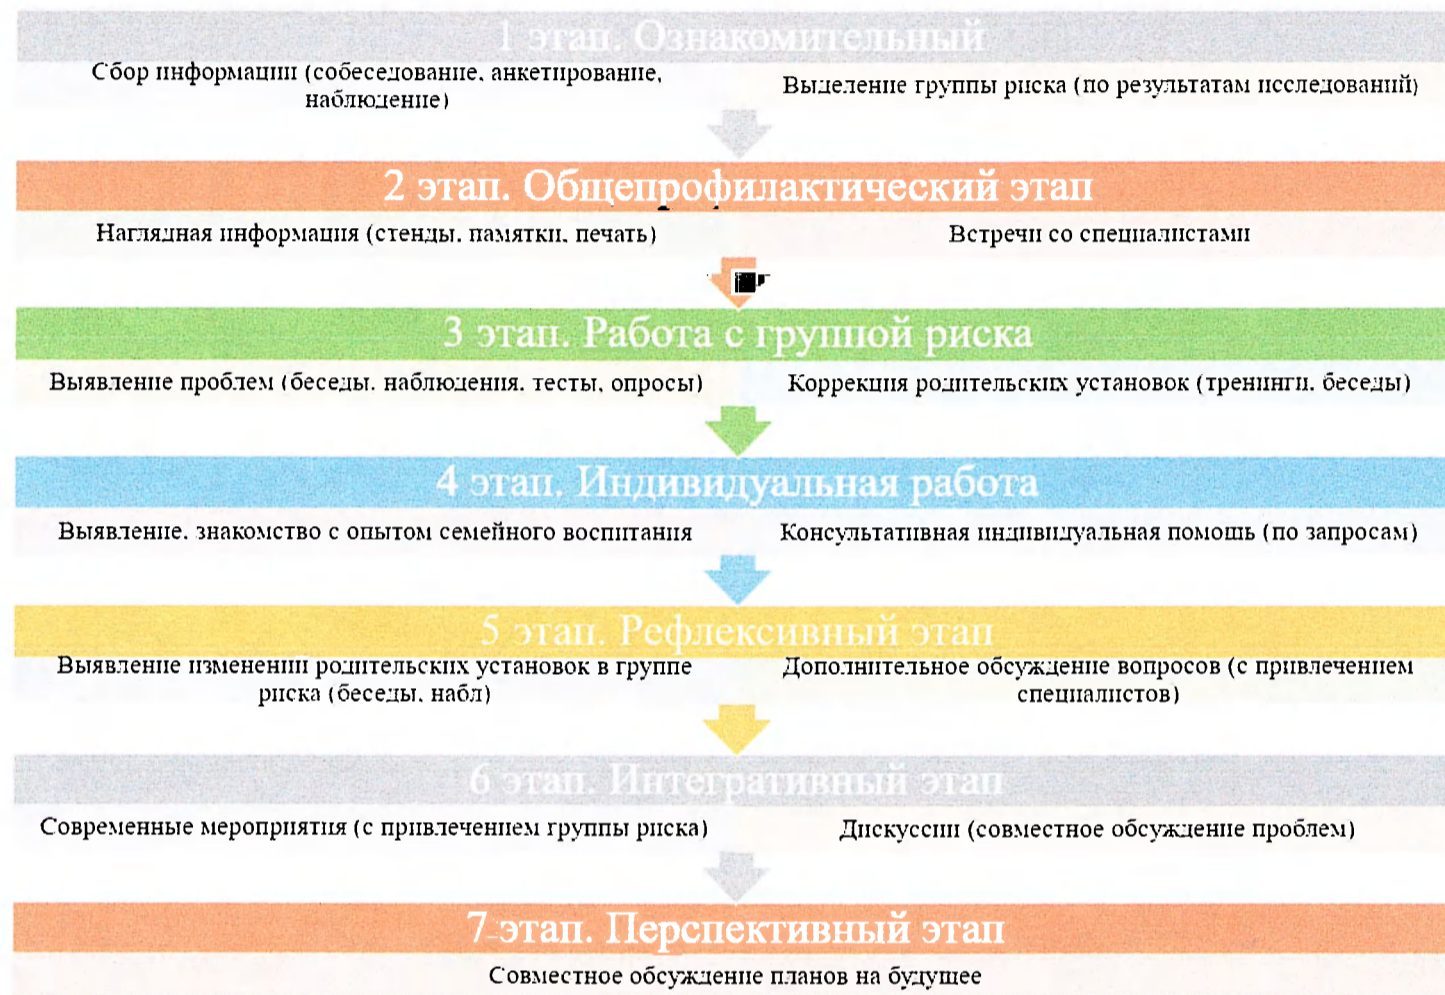 1 этап. Ознакомительный
Сбор информации (собеседование, анкетирование,
наблюдение)
Выделение группы риска (по результатам исследований)
2 этап. Общепрофилактический этап
Наглядная информация (стенды, памятки, печать)
Встречи со специалистами
3 этап. Работа с группой риска
Выявление проблем (беседы, наблюдения, тесты, опросы)
Коррекция родительских установок (тренинги, беседы)
4 этап. Индивидуальная работа
Выявление, знакомство с опытом семейного воспитания
Консультативная индивидуальная помощь (по запросам)
5 этап. Рефлексивный этап
Выявление изменений родительских установок в группе
риска (беседы, набл)
Дополнительное обсуждение вопросов (с привлечением
специалистов)
6 этап. Интегративный этап
Современные мероприятия (с привлечением группы риска)
Дискуссии (совместное обсуждение проблем)
7 этап. Перспективный этап
Совместное обсуждение планов на будущее